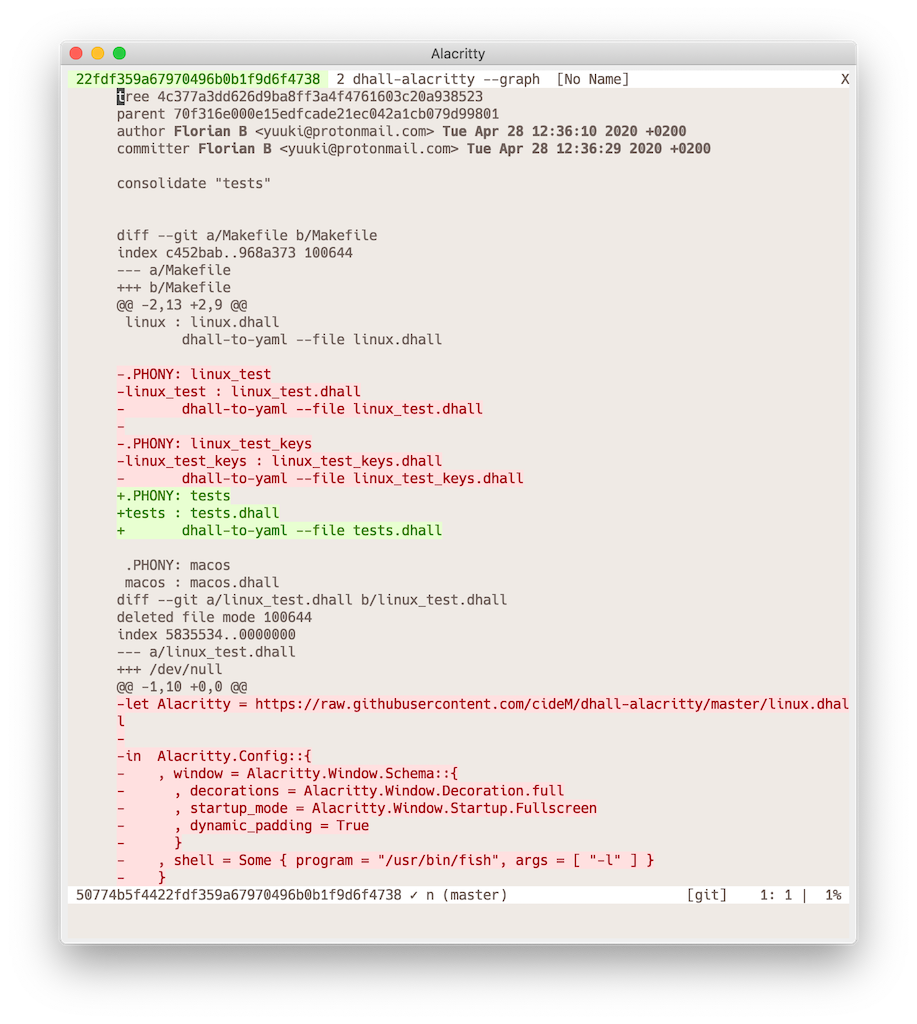 Alacritty
22fdf359a67970496b0b1f9d6f4738  2 dhall-alacritty --graph  [No Name]  X
tree 4c377a3dd626d9ba8ff3a4f4761603c20a938523
parent 70f316e000e15edfcade21ec042a1cb079d99801
author Florian B <yuuki@protonmail.com> Tue Apr 28 12:36:10 2020 +0200
committer Florian B <yuuki@protonmail.com> Tue Apr 28 12:36:29 2020 +0200

consolidate "tests"


diff --git a/Makefile b/Makefile
index c452bab..968a373 100644
--- a/Makefile
+++ b/Makefile
@@ -2,13 +2,9 @@
 linux : linux.dhall
        dhall-to-yaml --file linux.dhall

-.PHONY: linux_test
-linux_test : linux_test.dhall
-       dhall-to-yaml --file linux_test.dhall
-
-.PHONY: linux_test_keys
-linux_test_keys : linux_test_keys.dhall
-       dhall-to-yaml --file linux_test_keys.dhall
+.PHONY: tests
+tests : tests.dhall
+       dhall-to-yaml --file tests.dhall

 .PHONY: macos
 macos : macos.dhall
diff --git a/linux_test.dhall b/linux_test.dhall
deleted file mode 100644
index 5835534..0000000
--- a/linux_test.dhall
+++ /dev/null
@@ -1,10 +0,0 @@
-let Alacritty = https://raw.githubusercontent.com/cideM/dhall-alacritty/master/linux.dhal
l
-
-in  Alacritty.Config::{
-    , window = Alacritty.Window.Schema::{
-      , decorations = Alacritty.Window.Decoration.full
-      , startup_mode = Alacritty.Window.Startup.Fullscreen
-      , dynamic_padding = True
-      }
-    , shell = Some { program = "/usr/bin/fish", args = [ "-l" ] }
-    }
50774b5f4422fdf359a67970496b0b1f9d6f4738 ✓ n (master)  [git]    1: 1 |  1%